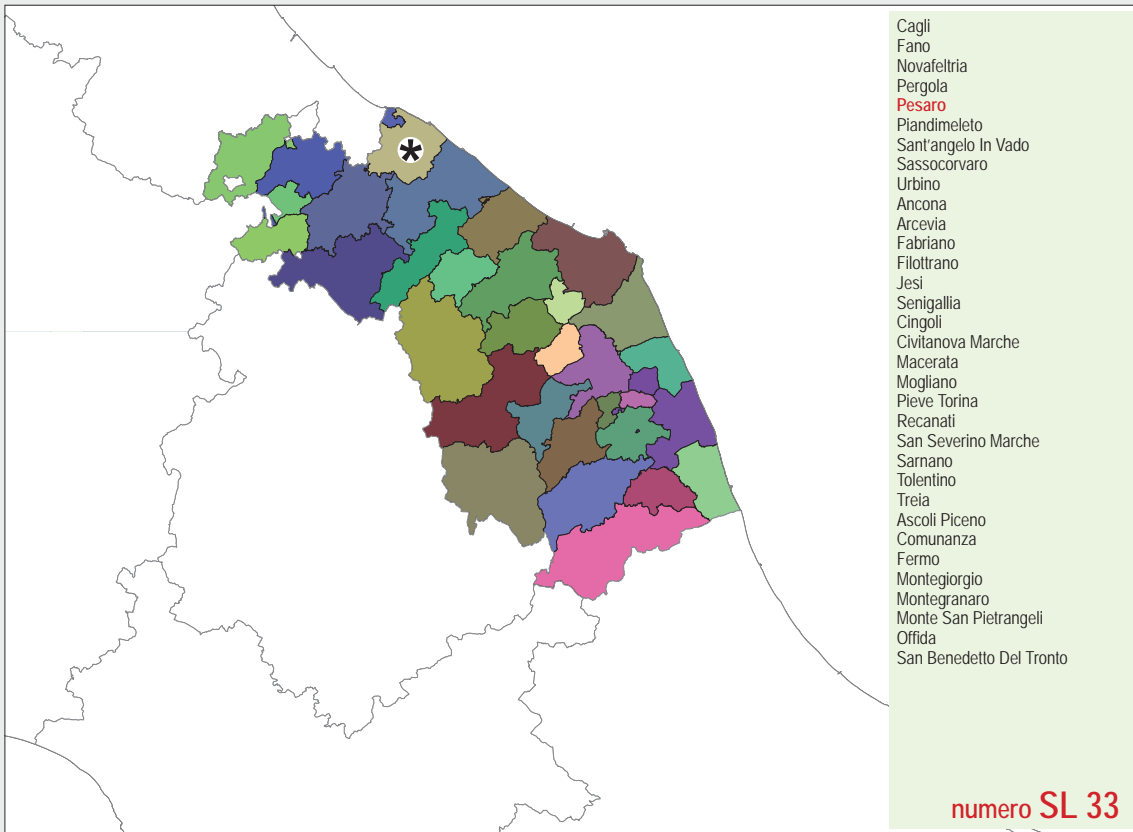 Cagli
Fano
Novafeltria
Pergola
Pesaro
Piandimeleto
Sant'angelo In Vado
Sassocorvaro
Urbino
Ancona
Arcevia
Fabriano
Filottrano
Jesi
Senigallia
Cingoli
Civitanova Marche
Macerata
Mogliano
Pieve Torina
Recanati
San Severino Marche
Sarnano
Tolentino
Treia
Ascoli Piceno
Comunanza
Fermo
Montegiorgio
Montegranaro
Monte San Pietrangeli
Offida
San Benedetto Del Tronto
numero SL 33